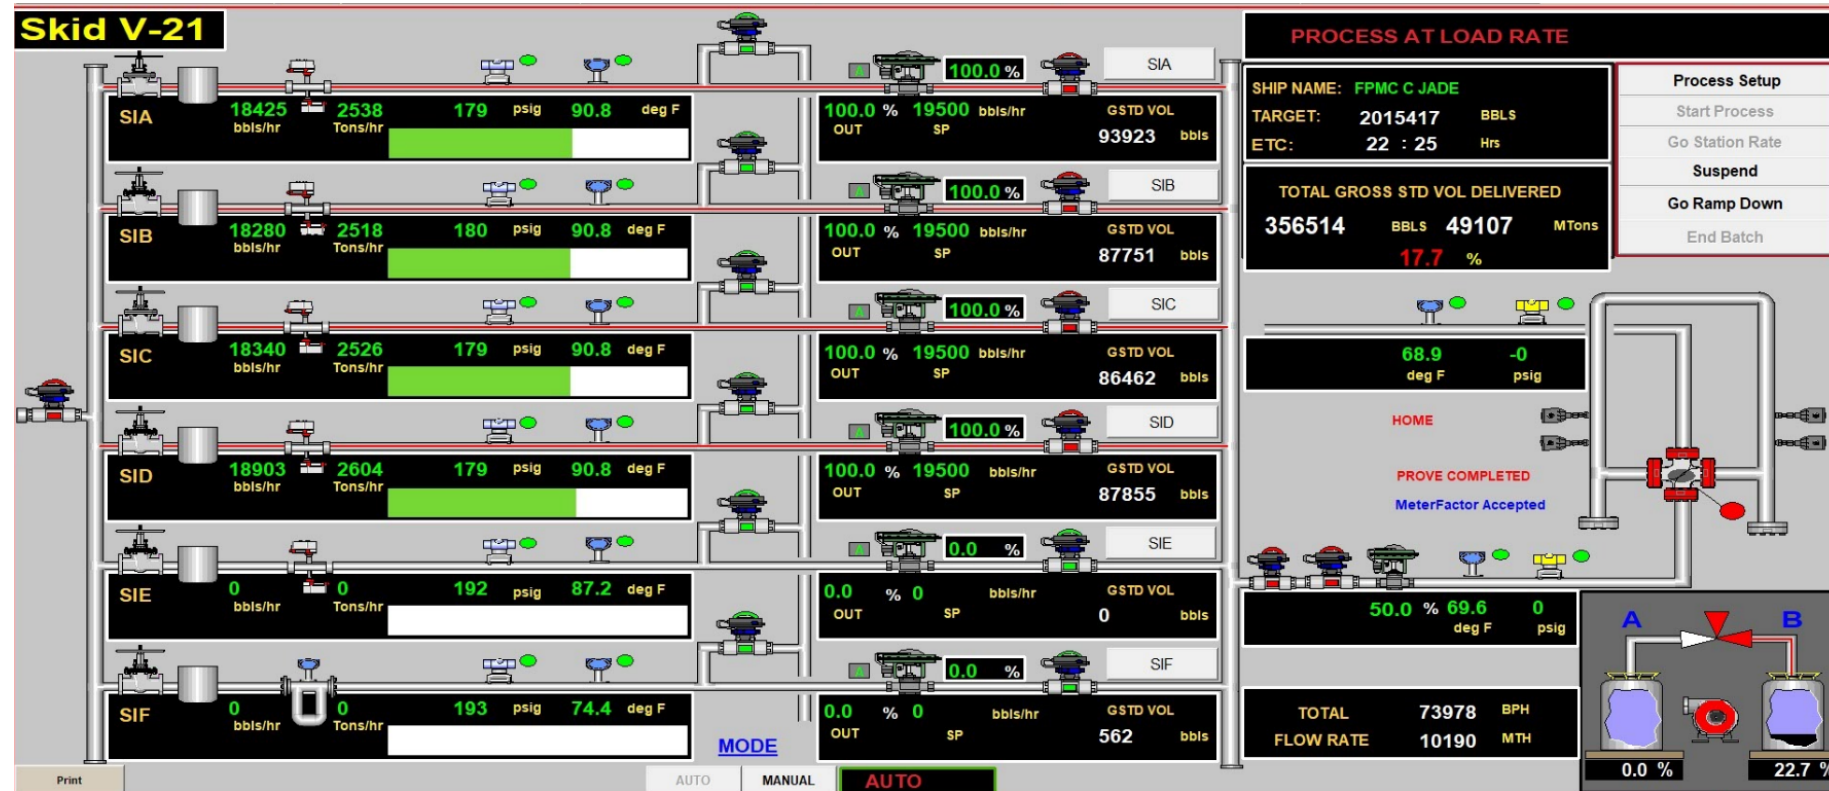 Skid V-21
PROCESS AT LOAD RATE
A 100.0 % SIA
SIA 18425 2538 179 psig 90.8 deg F
bbls/hr Tons/hr
100.0 % 19500 bbls/hr GSTD VOL
OUT SP
93923 bbls
A 100.0 % SIB
SIB 18280 2518 180 psig 90.8 deg F
bbls/hr Tons/hr
100.0 % 19500 bbls/hr GSTD VOL
OUT SP
87751 bbls
A 100.0 % SIC
SIC 18340 2526 179 psig 90.8 deg F
bbls/hr Tons/hr
100.0 % 19500 bbls/hr GSTD VOL
OUT SP
86462 bbls
A 100.0 % SID
SID 18903 2604 179 psig 90.8 deg F
bbls/hr Tons/hr
100.0 % 19500 bbls/hr GSTD VOL
OUT SP
87855 bbls
A 0.0 % SIE
SIE 0 0 192 psig 87.2 deg F
bbls/hr Tons/hr
0.0 % 0 bbls/hr GSTD VOL
OUT SP
0 bbls
A 0.0 % SIF
SIF 0 0 193 psig 74.4 deg F
bbls/hr Tons/hr
0.0 % 0 bbls/hr GSTD VOL
OUT SP
562 bbls
MODE
Print
AUTO MANUAL AUTO
SHIP NAME: FPMC C JADE
TARGET: 2015417 BBLS
ETC: 22 : 25 Hrs
Process Setup
Start Process
Go Station Rate
Suspend
Go Ramp Down
End Batch
TOTAL GROSS STD VOL DELIVERED
356514 BBLS 49107 MTons
17.7 %
68.9 -0
deg F psig
HOME
PROVE COMPLETED
MeterFactor Accepted
50.0 % 69.6 0
deg F psig
TOTAL 73978 BPH
FLOW RATE 10190 MTH
A B
0.0 % 22.7 %